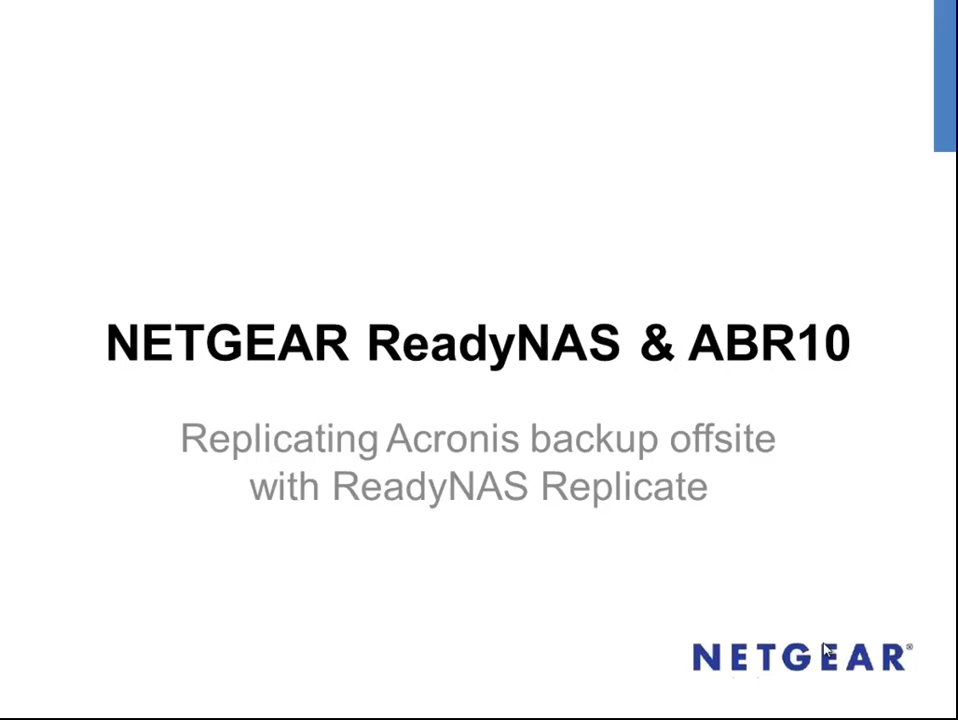 NETGEAR ReadyNAS & ABR10
Replicating Acronis backup offsite
with ReadyNAS Replicate
NETGEAR®